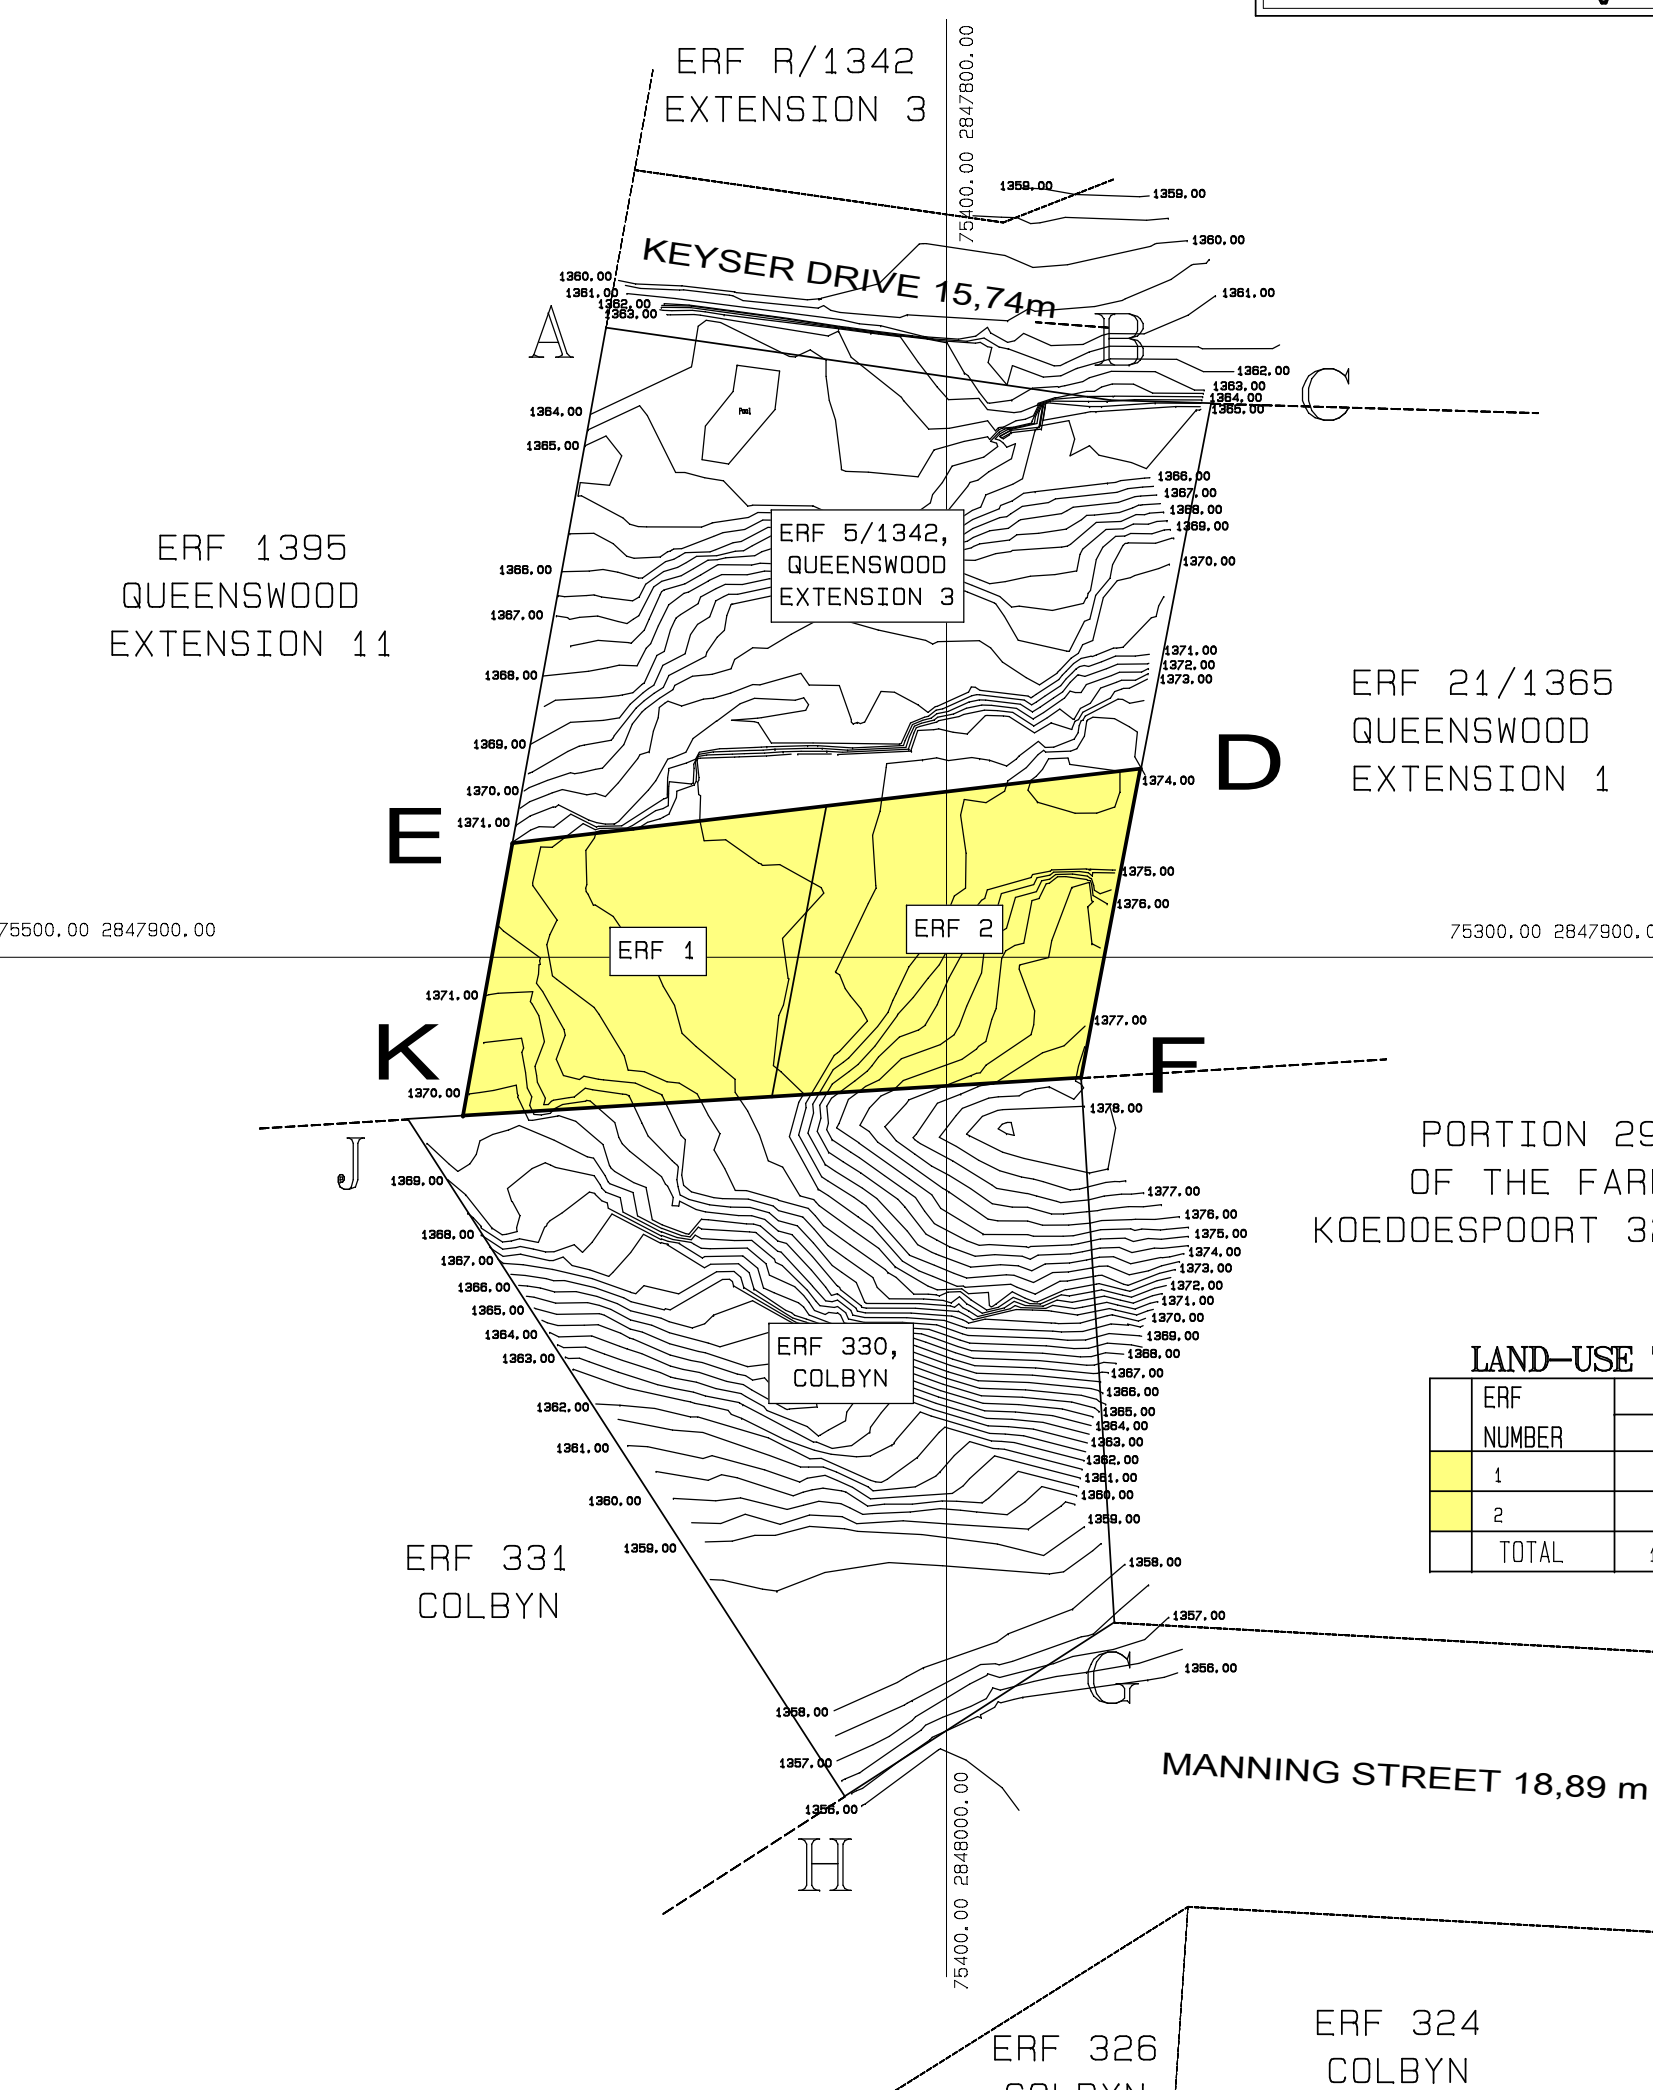 ERF R/1342
EXTENSION 3
75400.00 2847800.00
1359.00
1359.00
1360.00
KEYSER DRIVE 15,74m
1360.00
1361.00
1362.00
1363.00
1361.00
A
B
1362.00
C
1363.00
1364.00
1365.00
Pool
1364.00
1365.00
1366.00
1367.00
1368.00
1369.00
1370.00
ERF 5/1342,
QUEENSWOOD
EXTENSION 3
ERF 1395
QUEENSWOOD
EXTENSION 11
1366.00
1367.00
1368.00
1369.00
1370.00
1371.00
1371.00
1372.00
1373.00
ERF 21/1365
QUEENSWOOD
EXTENSION 1
D
1374.00
E
1375.00
1376.00
ERF 1
ERF 2
75500.00 2847900.00
75300.00 2847900.0
1371.00
1377.00
K
F
1370.00
1378.00
J
1369.00
PORTION 29
OF THE FAR
KOEDOESPOORT 32
1368.00
1367.00
1366.00
1365.00
1364.00
1363.00
1362.00
1361.00
1360.00
1359.00
1377.00
1376.00
1375.00
1374.00
1373.00
1372.00
1371.00
1370.00
1369.00
1368.00
1367.00
1366.00
1365.00
1364.00
1363.00
1362.00
1361.00
1360.00
1359.00
1358.00
1357.00
1356.00
ERF 330,
COLBYN
LAND-USE
ERF
NUMBER
1
2
TOTAL 1
ERF 331
COLBYN
G
1358.00
1357.00
1356.00
H
MANNING STREET 18,89 m
75400.00 2848000.00
ERF 326
COLBYN
ERF 324
COLBYN